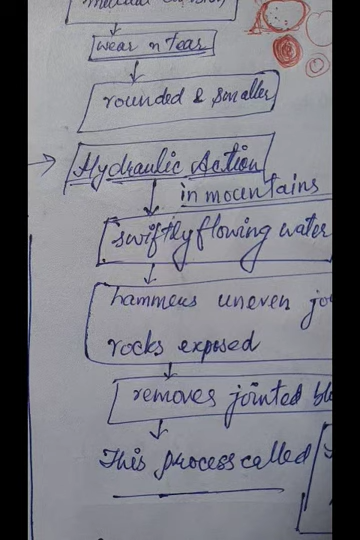 wear n tear
rounded & smaller
Hydraulic Action
in mountains
swiftly flowing water
hammers uneven
rocks exposed
removes jointed
This process called